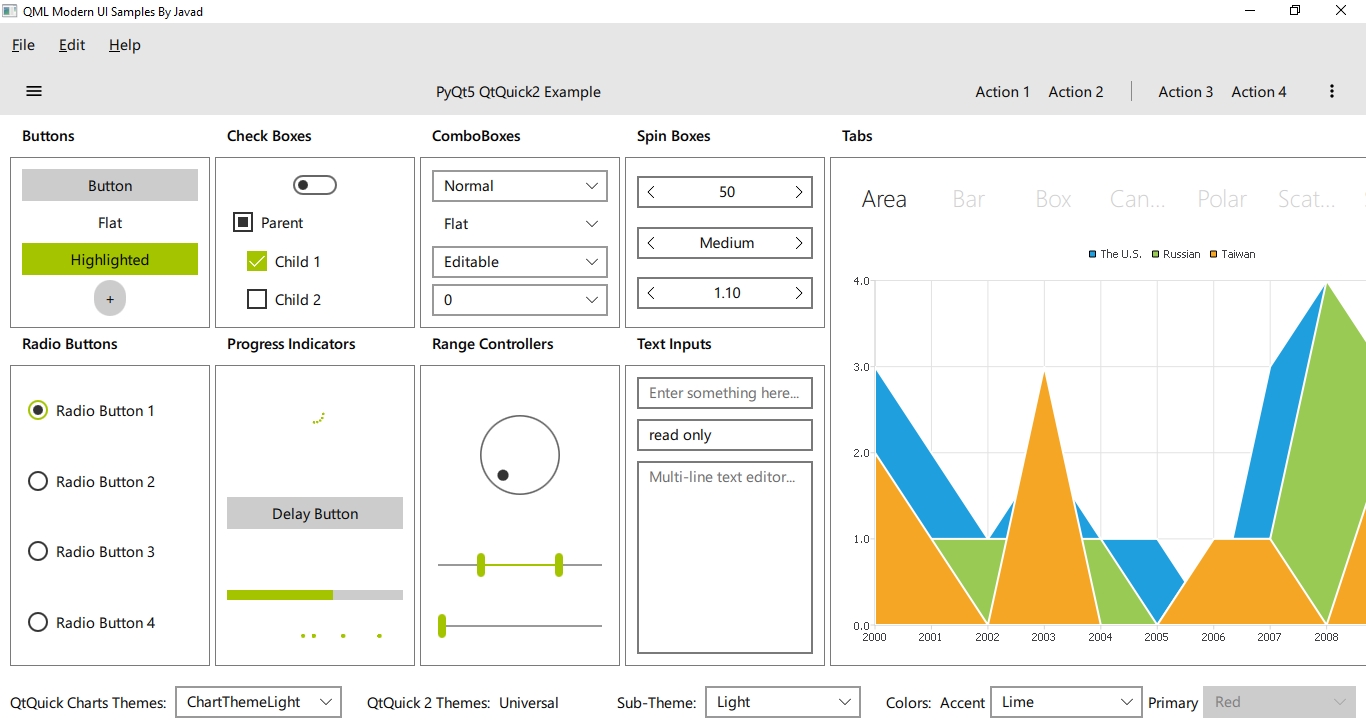 QML Modern UI Samples By Javad
File Edit Help
PyQt5 QtQuick2 Example
Action 1 Action 2 Action 3 Action 4
Buttons
Button
Flat
Highlighted
+
Check Boxes
Parent
Child 1
Child 2
ComboBoxes
Normal
Flat
Editable
0
Spin Boxes
50
Medium
1.10
Tabs
Area Bar Box Can... Polar Scat...
The U.S. Russian Taiwan
4.0
3.0
2.0
1.0
0.0
2000 2001 2002 2003 2004 2005 2006 2007 2008
Radio Buttons
Radio Button 1
Radio Button 2
Radio Button 3
Radio Button 4
Progress Indicators
Delay Button
Range Controllers
Text Inputs
Enter something here...
read only
Multi-line text editor...
QtQuick Charts Themes: ChartThemeLight QtQuick 2 Themes: Universal Sub-Theme: Light Colors: Accent Lime Primary Red